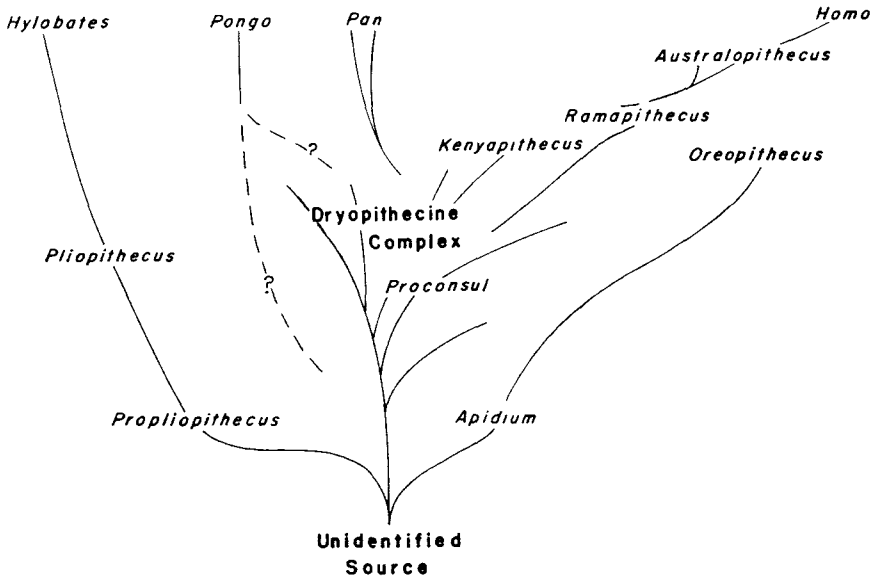 Hylobates
Pongo
Pan
Homo
Australopithecus
Ramapithecus
Kenyapithecus
Oreopithecus
?
Dryopithecine
Complex
Pliopithecus
?
Proconsul
Propliopithecus
Apidium
Unidentified
Source